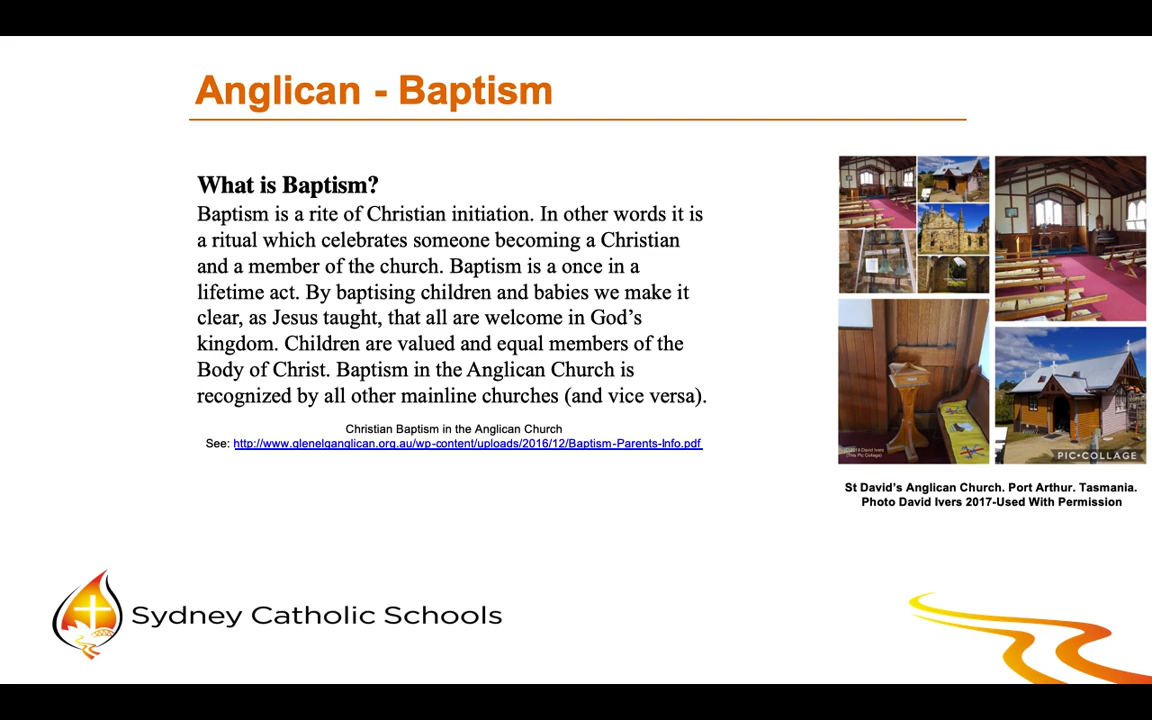 Anglican - Baptism
What is Baptism?
Baptism is a rite of Christian initiation. In other words it is
a ritual which celebrates someone becoming a Christian
and a member of the church. Baptism is a once in a
lifetime act. By baptising children and babies we make it
clear, as Jesus taught, that all are welcome in God's
kingdom. Children are valued and equal members of the
Body of Christ. Baptism in the Anglican Church is
recognized by all other mainline churches (and vice versa).
Christian Baptism in the Anglican Church
See: http://www.glenelganglican.org.au/wp-content/uploads/2016/12/Baptism-Parents-Info.pdf
PIC•COLLAGE
St David's Anglican Church. Port Arthur. Tasmania.
Photo David Ivers 2017-Used With Permission
Sydney Catholic Schools